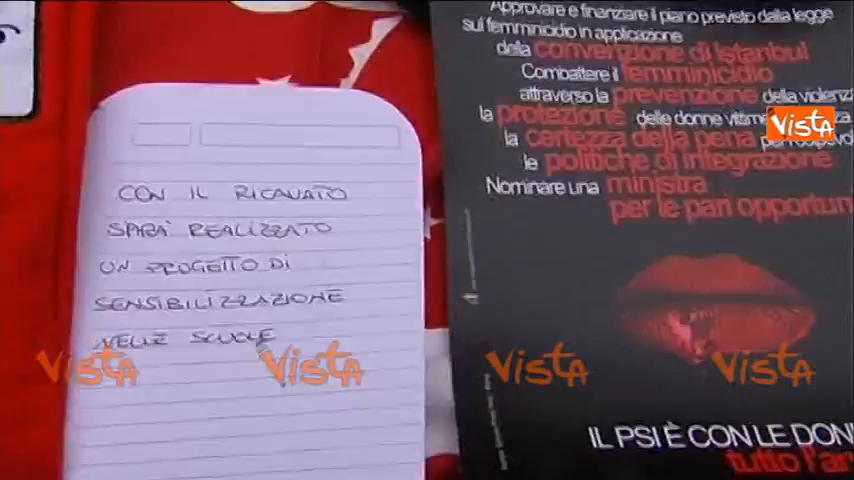 CON IL RICAVATO
SARA' REALIZZATO
UN PROGETTO DI
SENSIBILIZZAZIONE
NELLE SCUOLE
Approvare e finanziare il piano previsto dalla legge
sul femminicidio in applicazione
della convenzione di Istanbul
Combattere il femminicidio
attraverso la prevenzione della violenz
la protezione delle donne vittime
la certezza della pena per i
le politiche di integrazione
Nominare una ministra
per le pari opportun
IL PSI È CON LE DON
tutto l'an
VISTA
VISTA
VISTA
VISTA
VISTA